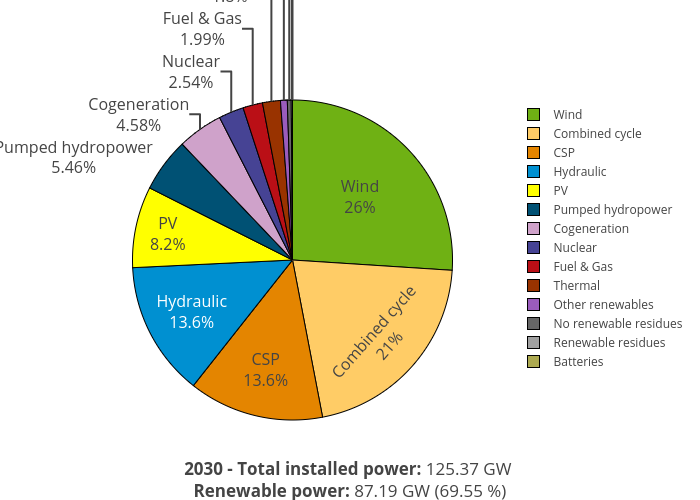 Fuel & Gas
1.99%
Nuclear
2.54%
Cogeneration
4.58%
Pumped hydropower
5.46%
PV
8.2%
Hydraulic
13.6%
CSP
13.6%
Combined cycle
21%
Wind
26%
Wind
Combined cycle
CSP
Hydraulic
PV
Pumped hydropower
Cogeneration
Nuclear
Fuel & Gas
Thermal
Other renewables
No renewable residues
Renewable residues
Batteries
2030 - Total installed power: 125.37 GW
Renewable power: 87.19 GW (69.55 %)